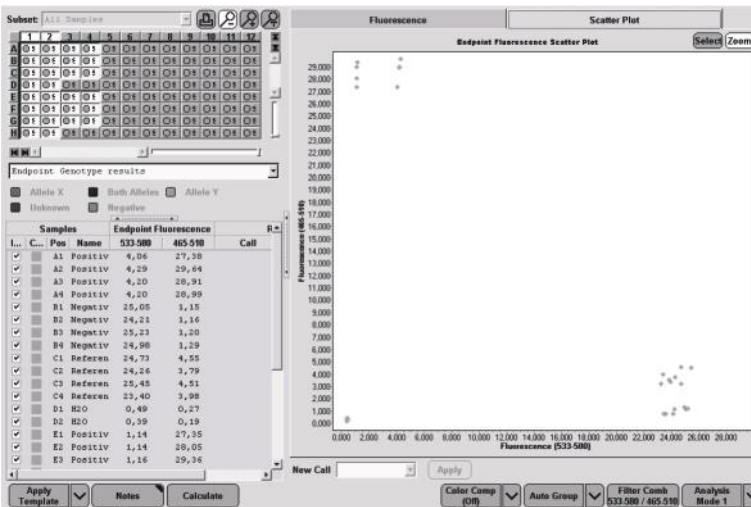 Subset: All Samples
1 2 3 4 5 6 7 8 9 10 11 12
A
B
C
D
E
F
G
H
Endpoint Genotype results
Allele X Both Alleles Allele Y
Unknown Negative
Samples Endpoint Fluorescence
I... C... Pos Name 533-580 465-510 Call
A1 Positiv 4,06 27,38
A2 Positiv 4,29 29,64
A3 Positiv 4,20 28,91
A4 Positiv 4,20 28,99
B1 Negativ 25,05 1,15
B2 Negativ 24,21 1,16
B3 Negativ 25,23 1,20
B4 Negativ 24,98 1,29
C1 Referen 24,73 4,55
C2 Referen 24,26 3,79
C3 Referen 25,45 4,51
C4 Referen 23,40 3,98
D1 H2O 0,49 0,27
D2 H2O 0,39 0,19
E1 Positiv 1,14 27,35
E2 Positiv 1,14 28,05
E3 Positiv 1,16 29,36
Apply Template
Notes
Calculate
Fluorescence
Scatter Plot
Endpoint Fluorescence Scatter Plot
Select Zoom
29,000
28,000
27,000
26,000
25,000
24,000
23,000
22,000
21,000
20,000
19,000
18,000
17,000
16,000
15,000
14,000
13,000
12,000
11,000
10,000
9,000
8,000
7,000
6,000
5,000
4,000
3,000
2,000
1,000
0,000
Fluorescence (465-510)
0,000 2,000 4,000 6,000 8,000 10,000 12,000 14,000 16,000 18,000 20,000 22,000 24,000 26,000 28,000
Fluorescence (533-580)
New Call
Apply
Color Comp (Off)
Auto Group
Filter Comb 533-580 / 465-510
Analysis Mode 1